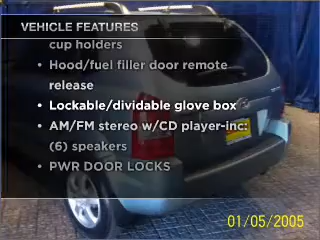 VEHICLE FEATURES
cup holders
• Hood/fuel filler door remote
release
• Lockable/dividable glove box
• AM/FM stereo w/CD player-inc:
(6) speakers
• PWR DOOR LOCKS
01/05/2005